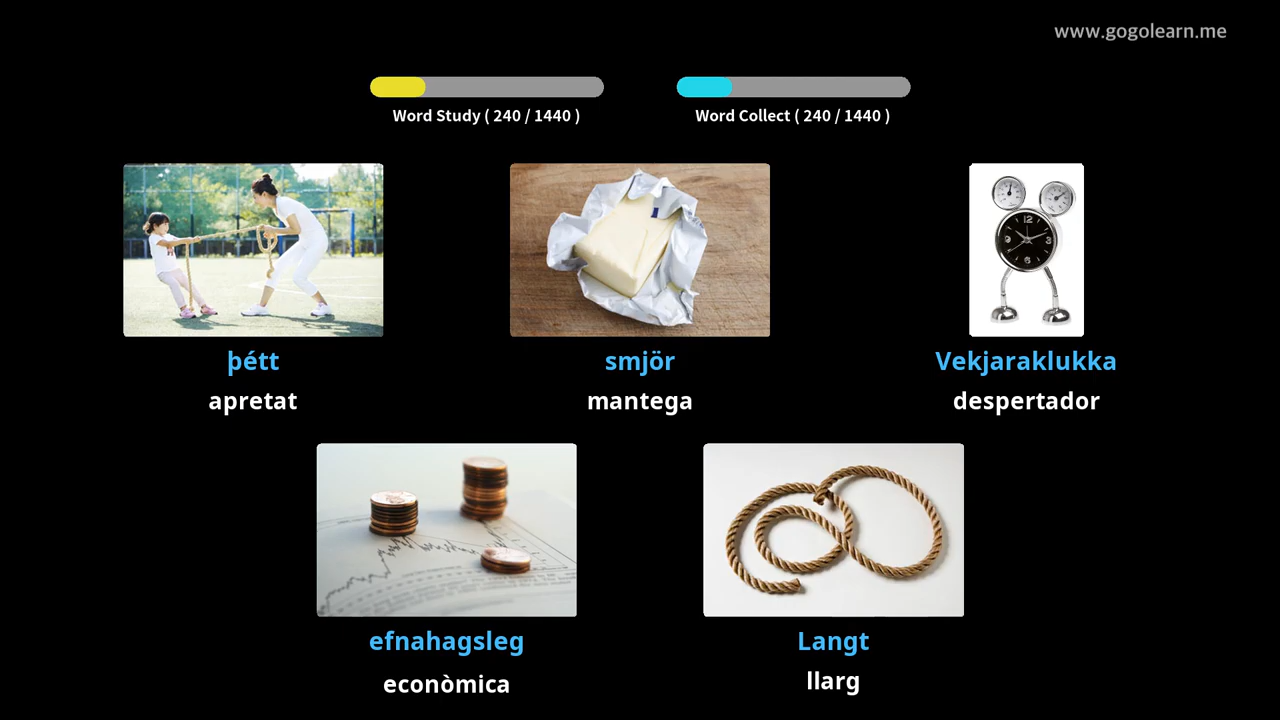 www.gogolearn.me
Word Study ( 240 / 1440 )
Word Collect ( 240 / 1440 )
þétt
apretat
smjör
mantega
Vekjaraklukka
despertador
efnahagsleg
econòmica
Langt
llarg